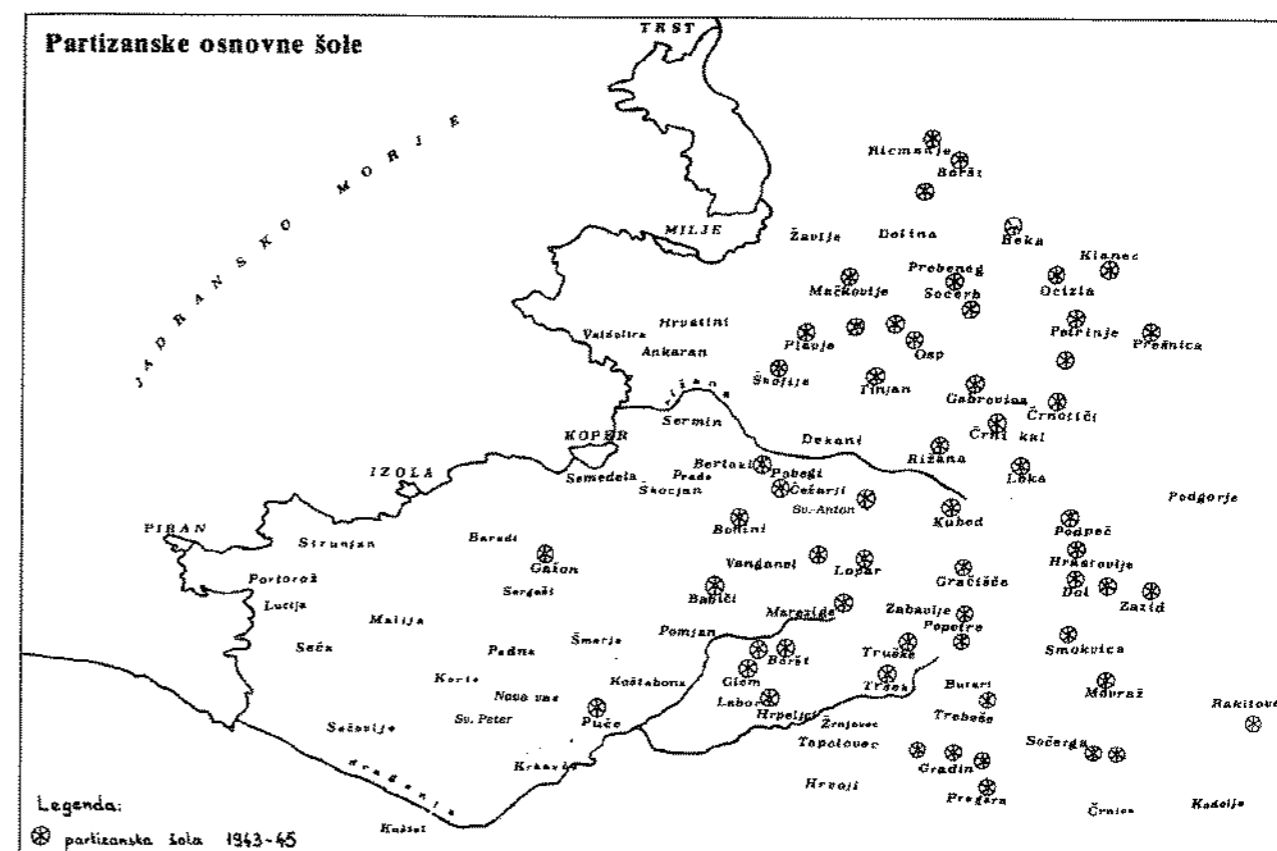 Partizanske osnovne šole
TRST
JADRANSKO MORJE
Ricmanje
Boršt
MILJE
Žavlje
Dolina
Beka
Klanec
Prebeneg
Mačkovlje
Socerb
Ocizla
Hrvatini
Valdoltra
Plavje
Petrinje
Prešnica
Ankaran
Osp
Škofije
Tinjan
Gabrovica
Črnotiči
rižana
Sermin
Črni kal
KOPER
Dekani
Rižana
Bertoki
Pobegi
Loka
IZOLA
Semedela
Prade
Škocjan
Čežarji
Podgorje
Sv. Anton
Kubed
PIRAN
Bonini
Podpeč
Strunjan
Baredi
Gažon
Vanganel
Lopar
Hrastovlje
Portorož
Sergaši
Gračišče
Dol
Zazid
Lucija
Babiči
Marezige
Zabavlje
Malija
Šmarje
Pomjan
Popetre
Seča
Padna
Boršt
Truške
Smokvica
Korte
Koštabona
Glem
Trsek
Butari
Movraž
Nova vas
Labor
Hrpeljci
Trebeše
Rakitovec
Sv. Peter
Puče
Žrnjovec
Sečovlje
Topolovec
Sočerga
Krkavče
Gradin
dragonja
Hrvoji
Pregara
Črnica
Legenda:
partizanska šola 1943-45